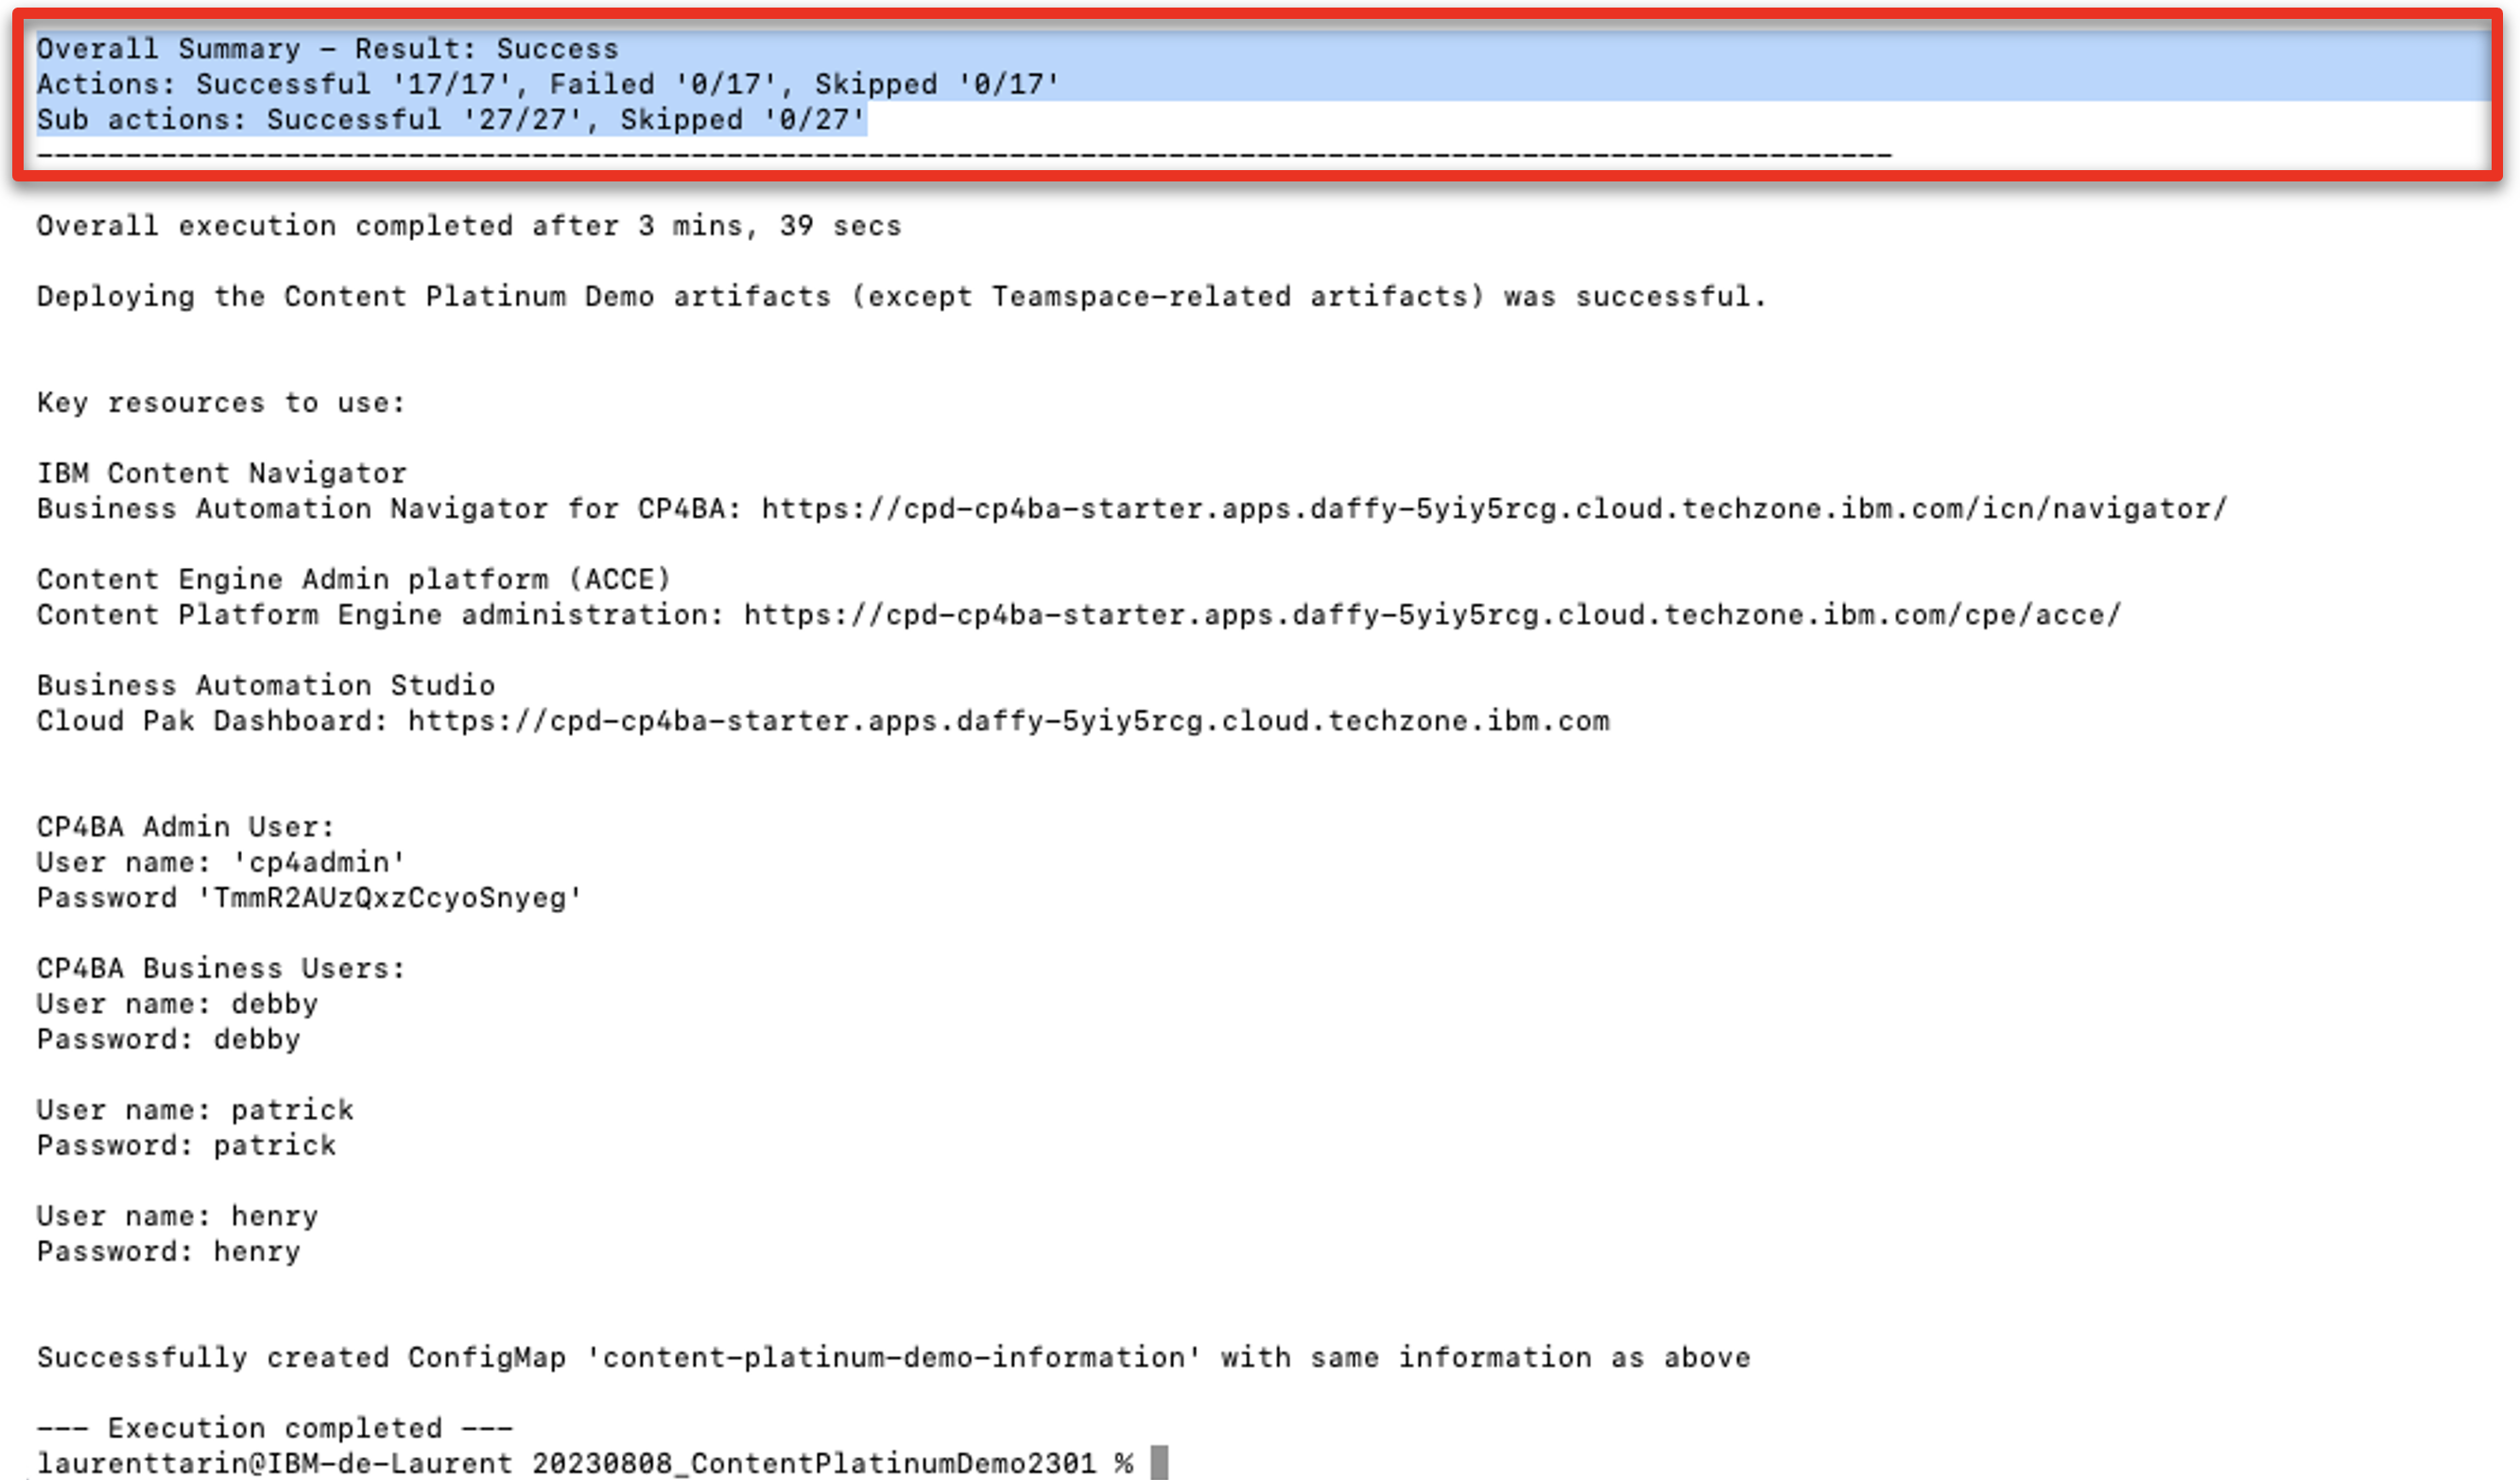 Overall Summary – Result: Success
Actions: Successful '17/17', Failed '0/17', Skipped '0/17'
Sub actions: Successful '27/27', Skipped '0/27'
---------------------------------------------------------------------------------------------------------
Overall execution completed after 3 mins, 39 secs
Deploying the Content Platinum Demo artifacts (except Teamspace-related artifacts) was successful.
Key resources to use:
IBM Content Navigator
Business Automation Navigator for CP4BA: https://cpd-cp4ba-starter.apps.daffy-5yiy5rcg.cloud.techzone.ibm.com/icn/navigator/
Content Engine Admin platform (ACCE)
Content Platform Engine administration: https://cpd-cp4ba-starter.apps.daffy-5yiy5rcg.cloud.techzone.ibm.com/cpe/acce/
Business Automation Studio
Cloud Pak Dashboard: https://cpd-cp4ba-starter.apps.daffy-5yiy5rcg.cloud.techzone.ibm.com
CP4BA Admin User:
User name: 'cp4admin'
Password 'TmmR2AUzQxzCcyoSnyeg'
CP4BA Business Users:
User name: debby
Password: debby
User name: patrick
Password: patrick
User name: henry
Password: henry
Successfully created ConfigMap 'content-platinum-demo-information' with same information as above
--- Execution completed ---
laurenttarin@IBM-de-Laurent 20230808_ContentPlatinumDemo2301 %